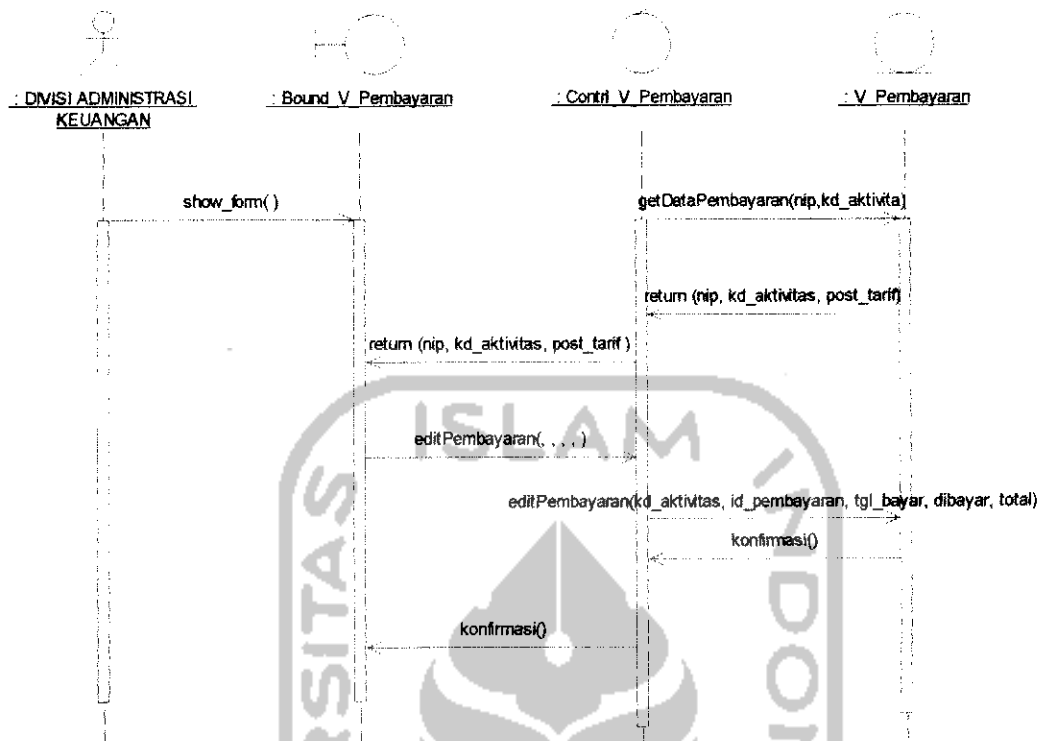 : DIVISI ADMINISTRASI
KEUANGAN
: Bound_V_Pembayaran
: Contrl_V_Pembayaran
: V_Pembayaran
show_form( )
getDataPembayaran(nip,kd_aktivita)
return (nip, kd_aktivitas, post_tarif)
return (nip, kd_aktivitas, post_tarif )
editPembayaran(, , , , )
editPembayaran(kd_aktivitas, id_pembayaran, tgl_bayar, dibayar, total)
konfirmasi()
konfirmasi()
ISLAM